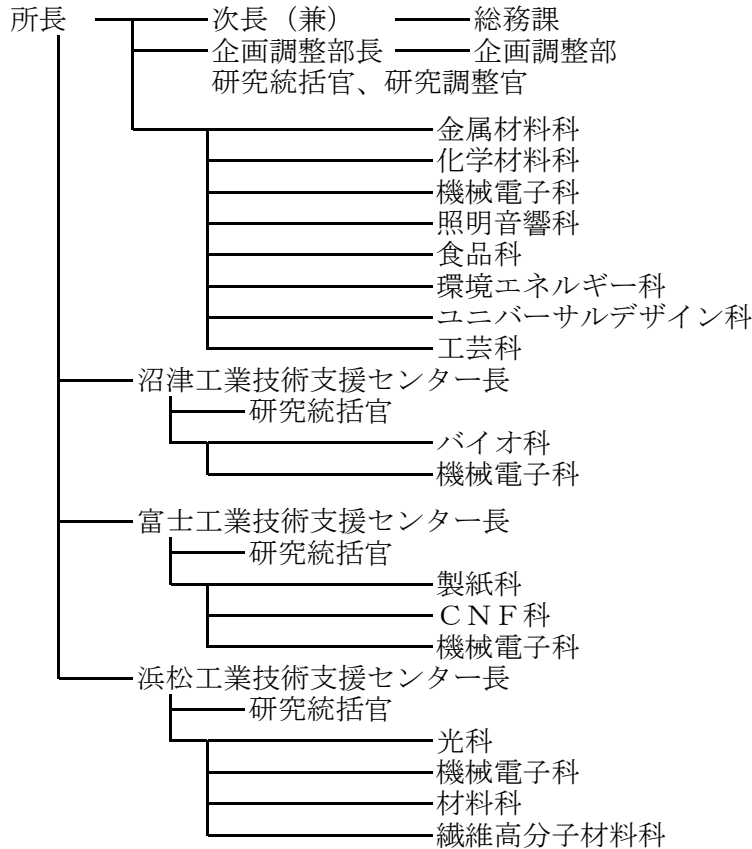 所長 次長（兼） 総務課
企画調整部長 企画調整部
研究統括官、研究調整官
金属材料科
化学材料科
機械電子科
照明音響科
食品科
環境エネルギー科
ユニバーサルデザイン科
工芸科
沼津工業技術支援センター長
研究統括官
バイオ科
機械電子科
富士工業技術支援センター長
研究統括官
製紙科
ＣＮＦ科
機械電子科
浜松工業技術支援センター長
研究統括官
光科
機械電子科
材料科
繊維高分子材料科